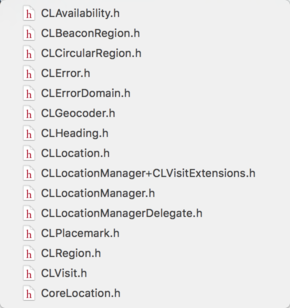 h CLAvailability.h
h CLBeaconRegion.h
h CLCircularRegion.h
h CLError.h
h CLErrorDomain.h
h CLGeocoder.h
h CLHeading.h
h CLLocation.h
h CLLocationManager+CLVisitExtensions.h
h CLLocationManager.h
h CLLocationManagerDelegate.h
h CLPlacemark.h
h CLRegion.h
h CLVisit.h
h CoreLocation.h